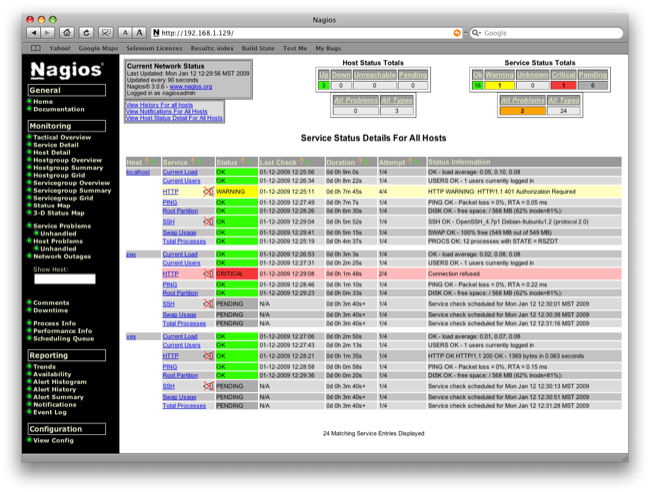 Nagios
A A
http://192.168.1.129/
Google
Yahoo! Google Maps Selenium Licenses Results: index Build State Test Me My Bugs
Nagios®
General
Home
Documentation
Monitoring
Tactical Overview
Service Detail
Host Detail
Hostgroup Overview
Hostgroup Summary
Hostgroup Grid
Servicegroup Overview
Servicegroup Summary
Servicegroup Grid
Status Map
3-D Status Map
Service Problems
Unhandled
Host Problems
Unhandled
Network Outages
Show Host:
Comments
Downtime
Process Info
Performance Info
Scheduling Queue
Reporting
Trends
Availability
Alert Histogram
Alert History
Alert Summary
Notifications
Event Log
Configuration
View Config
Current Network Status
Last Updated: Mon Jan 12 12:29:56 MST 2009
Updated every 90 seconds
Nagios® 3.0.6 - www.nagios.org
Logged in as nagiosadmin
View History For all hosts
View Notifications For All Hosts
View Host Status Detail For All Hosts
Host Status Totals
Up Down Unreachable Pending
3 0 0 0
All Problems All Types
0 3
Service Status Totals
Ok Warning Unknown Critical Pending
16 1 0 1 6
All Problems All Types
2 24
Service Status Details For All Hosts
Host Service Status Last Check Duration Attempt Status Information
localhost Current Load OK 01-12-2009 12:25:56 0d 0h 9m 0s 1/4 OK - load average: 0.05, 0.10, 0.08
Current Users OK 01-12-2009 12:26:34 0d 0h 8m 22s 1/4 USERS OK - 1 users currently logged in
HTTP WARNING 01-12-2009 12:25:11 0d 0h 7m 45s 4/4 HTTP WARNING: HTTP/1.1 401 Authorization Required
PING OK 01-12-2009 12:27:49 0d 0h 7m 7s 1/4 PING OK - Packet loss = 0%, RTA = 0.05 ms
Root Partition OK 01-12-2009 12:28:26 0d 0h 6m 30s 1/4 DISK OK - free space: / 568 MB (62% inode=81%):
SSH OK 01-12-2009 12:29:04 0d 0h 5m 52s 1/4 SSH OK - OpenSSH_4.7p1 Debian-8ubuntu1.2 (protocol 2.0)
Swap Usage OK 01-12-2009 12:29:41 0d 0h 5m 15s 1/4 SWAP OK - 100% free (549 MB out of 549 MB)
Total Processes OK 01-12-2009 12:25:19 0d 0h 4m 37s 1/4 PROCS OK: 12 processes with STATE = RSZDT
Current Load OK 01-12-2009 12:26:53 0d 0h 3m 3s 1/4 OK - load average: 0.02, 0.08, 0.08
Current Users OK 01-12-2009 12:27:31 0d 0h 2m 25s 1/4 USERS OK - 1 users currently logged in
HTTP CRITICAL 01-12-2009 12:29:08 0d 0h 1m 48s 2/4 Connection refused
PING OK 01-12-2009 12:28:46 0d 0h 1m 10s 1/4 PING OK - Packet loss = 0%, RTA = 0.22 ms
Root Partition OK 01-12-2009 12:29:23 0d 0h 0m 33s 1/4 DISK OK - free space: / 568 MB (62% inode=81%):
SSH PENDING N/A 0d 0h 3m 40s+ 1/4 Service check scheduled for Mon Jan 12 12:30:01 MST 2009
Swap Usage PENDING N/A 0d 0h 3m 40s+ 1/4 Service check scheduled for Mon Jan 12 12:30:38 MST 2009
Total Processes PENDING N/A 0d 0h 3m 40s+ 1/4 Service check scheduled for Mon Jan 12 12:31:16 MST 2009
Current Load OK 01-12-2009 12:27:06 0d 0h 2m 50s 1/4 OK - load average: 0.01, 0.07, 0.08
Current Users OK 01-12-2009 12:27:43 0d 0h 2m 13s 1/4 USERS OK - 1 users currently logged in
HTTP OK 01-12-2009 12:28:21 0d 0h 1m 35s 1/4 HTTP OK HTTP/1.1 200 OK - 1369 bytes in 0.063 seconds
PING OK 01-12-2009 12:28:58 0d 0h 0m 58s 1/4 PING OK - Packet loss = 0%, RTA = 0.15 ms
Root Partition OK 01-12-2009 12:29:36 0d 0h 0m 20s 1/4 DISK OK - free space: / 568 MB (62% inode=81%):
SSH PENDING N/A 0d 0h 3m 40s+ 1/4 Service check scheduled for Mon Jan 12 12:30:13 MST 2009
Swap Usage PENDING N/A 0d 0h 3m 40s+ 1/4 Service check scheduled for Mon Jan 12 12:30:51 MST 2009
Total Processes PENDING N/A 0d 0h 3m 40s+ 1/4 Service check scheduled for Mon Jan 12 12:31:28 MST 2009
24 Matching Service Entries Displayed